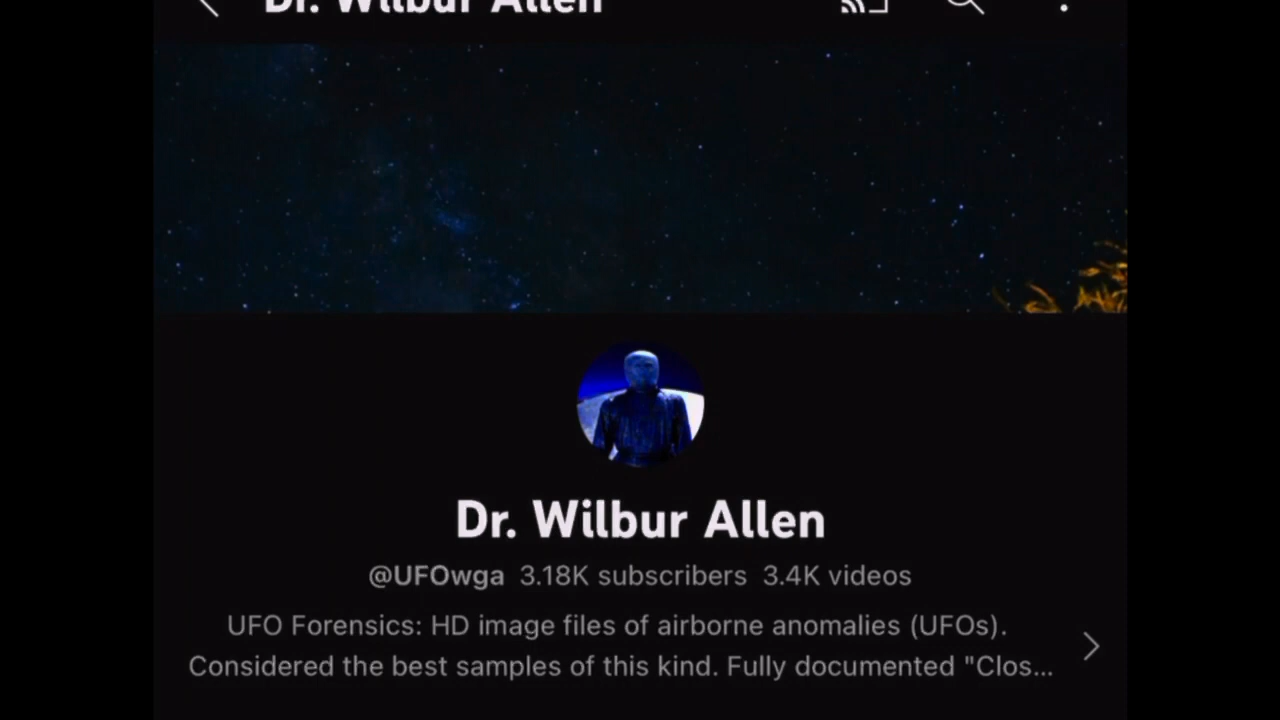 Dr. Wilbur Allen
Dr. Wilbur Allen
@UFOwga 3.18K subscribers 3.4K videos
UFO Forensics: HD image files of airborne anomalies (UFOs).
Considered the best samples of this kind. Fully documented "Clos...